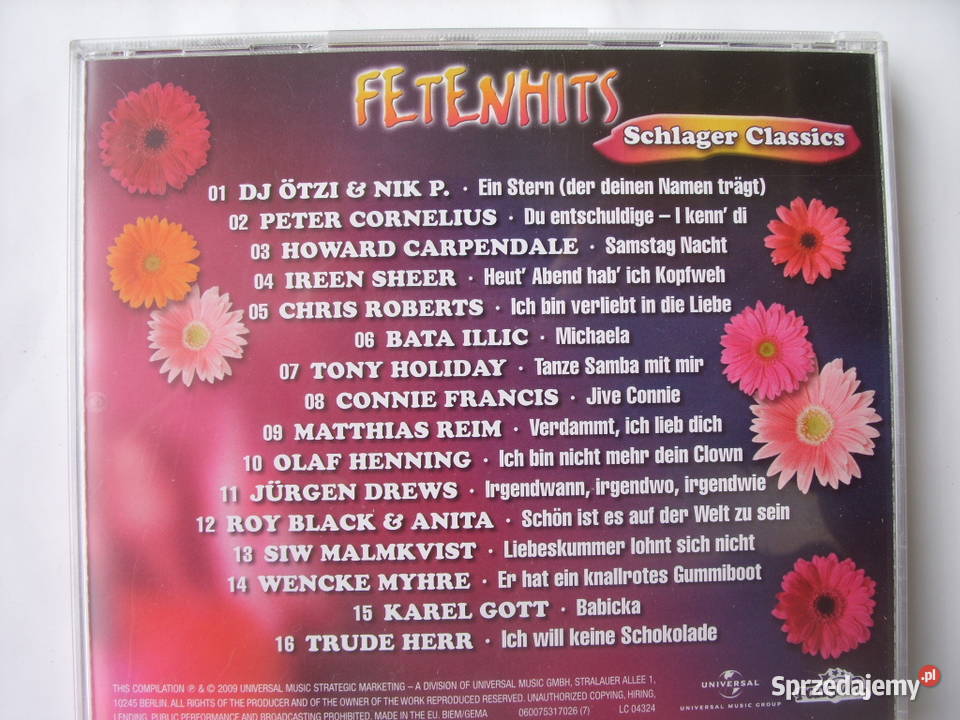 FETENHITS
Schlager Classics
01 DJ ÖTZI & NIK P. · Ein Stern (der deinen Namen trägt)
02 PETER CORNELIUS · Du entschuldige – I kenn' di
03 HOWARD CARPENDALE · Samstag Nacht
04 IREEN SHEER · Heut' Abend hab' ich Kopfweh
05 CHRIS ROBERTS · Ich bin verliebt in die Liebe
06 BATA ILLIC · Michaela
07 TONY HOLIDAY · Tanze Samba mit mir
08 CONNIE FRANCIS · Jive Connie
09 MATTHIAS REIM · Verdammt, ich lieb dich
10 OLAF HENNING · Ich bin nicht mehr dein Clown
11 JÜRGEN DREWS · Irgendwann, irgendwo, irgendwie
12 ROY BLACK & ANITA · Schön ist es auf der Welt zu sein
13 SIW MALMKVIST · Liebeskummer lohnt sich nicht
14 WENCKE MYHRE · Er hat ein knallrotes Gummiboot
15 KAREL GOTT · Babicka
16 TRUDE HERR · Ich will keine Schokolade
THIS COMPILATION ℗ & © 2009 UNIVERSAL MUSIC STRATEGIC MARKETING – A DIVISION OF UNIVERSAL MUSIC GMBH, STRALAUER ALLEE 1,
10245 BERLIN. ALL RIGHTS OF THE PRODUCER AND OF THE OWNER OF THE WORK REPRODUCED RESERVED. UNAUTHORIZED COPYING, HIRING,
LENDING, PUBLIC PERFORMANCE AND BROADCASTING PROHIBITED. MADE IN THE EU. BIEM/GEMA 060075317026 (7) LC 04324
UNIVERSAL
UNIVERSAL MUSIC GROUP
Sprzedajemy.pl